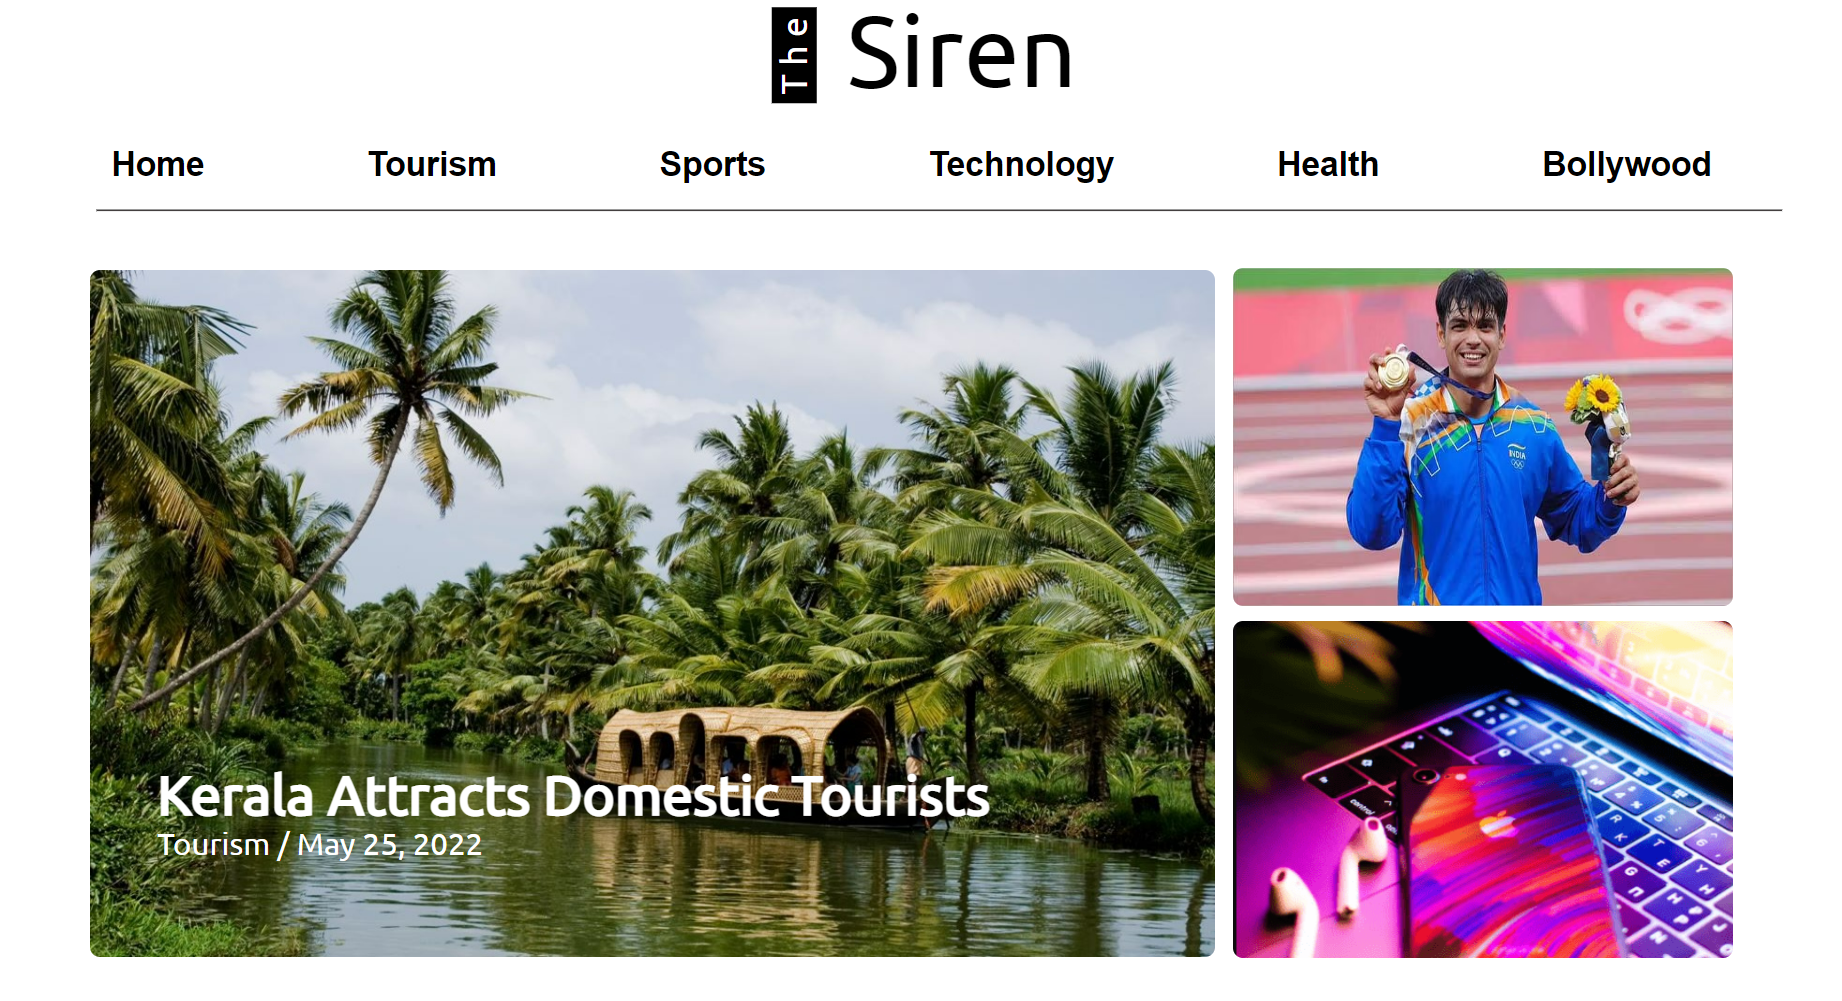 The Siren
Home Tourism Sports Technology Health Bollywood
INDIA
Kerala Attracts Domestic Tourists
Tourism / May 25, 2022